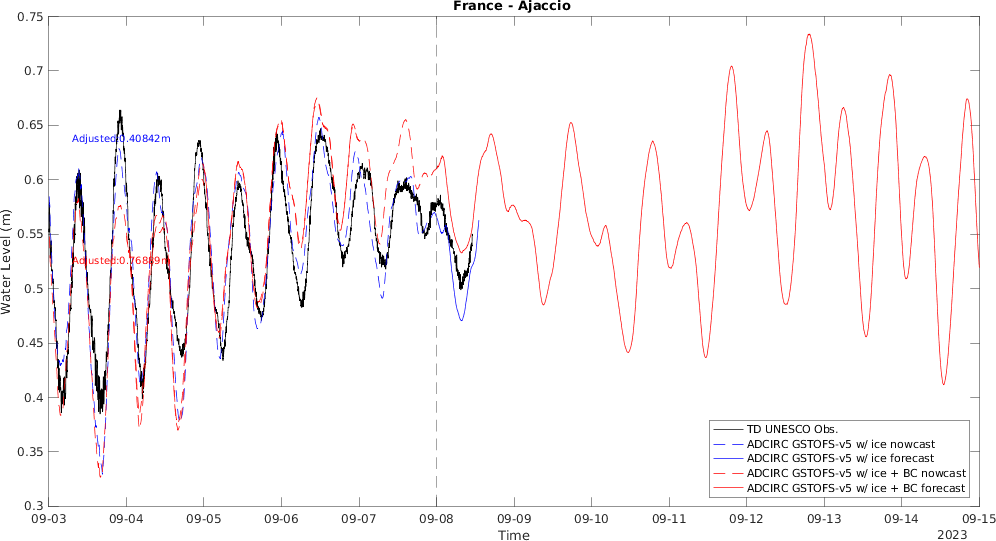 France - Ajaccio
0.75
0.7
0.65
0.6
0.55
0.5
0.45
0.4
0.35
0.3
Water Level (m)
Adjusted:0.40842m
Adjusted:0.76889m
TD UNESCO Obs.
ADCIRC GSTOFS-v5 w/ ice nowcast
ADCIRC GSTOFS-v5 w/ ice forecast
ADCIRC GSTOFS-v5 w/ ice + BC nowcast
ADCIRC GSTOFS-v5 w/ ice + BC forecast
09-03 09-04 09-05 09-06 09-07 09-08 09-09 09-10 09-11 09-12 09-13 09-14 09-15
Time
2023